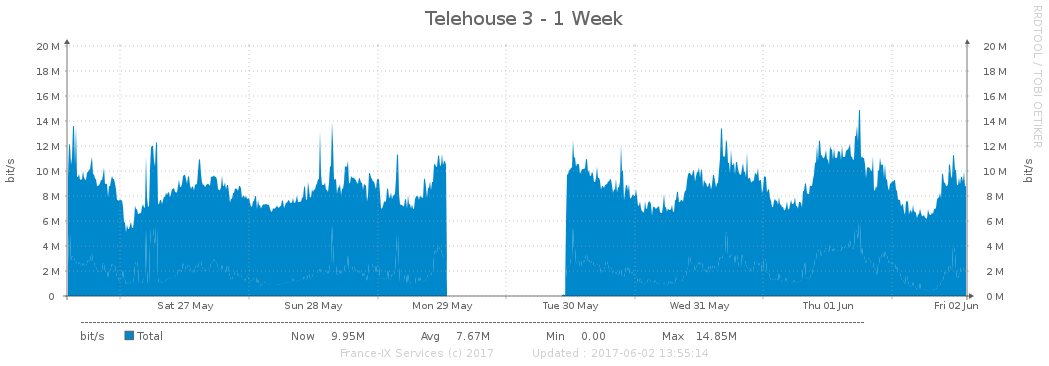 Telehouse 3 - 1 Week
RRDTOOL / TOBI OETIKER
20 M 20 M
18 M 18 M
16 M 16 M
14 M 14 M
12 M 12 M
10 M 10 M
8 M 8 M
6 M 6 M
4 M 4 M
2 M 2 M
0 0 M
bit/s
bit/s
Sat 27 May Sun 28 May Mon 29 May Tue 30 May Wed 31 May Thu 01 Jun Fri 02 Jun
bit/s Total Now 9.95M Avg 7.67M Min 0.00 Max 14.85M
France-IX Services (c) 2017 Updated : 2017-06-02 13:55:14